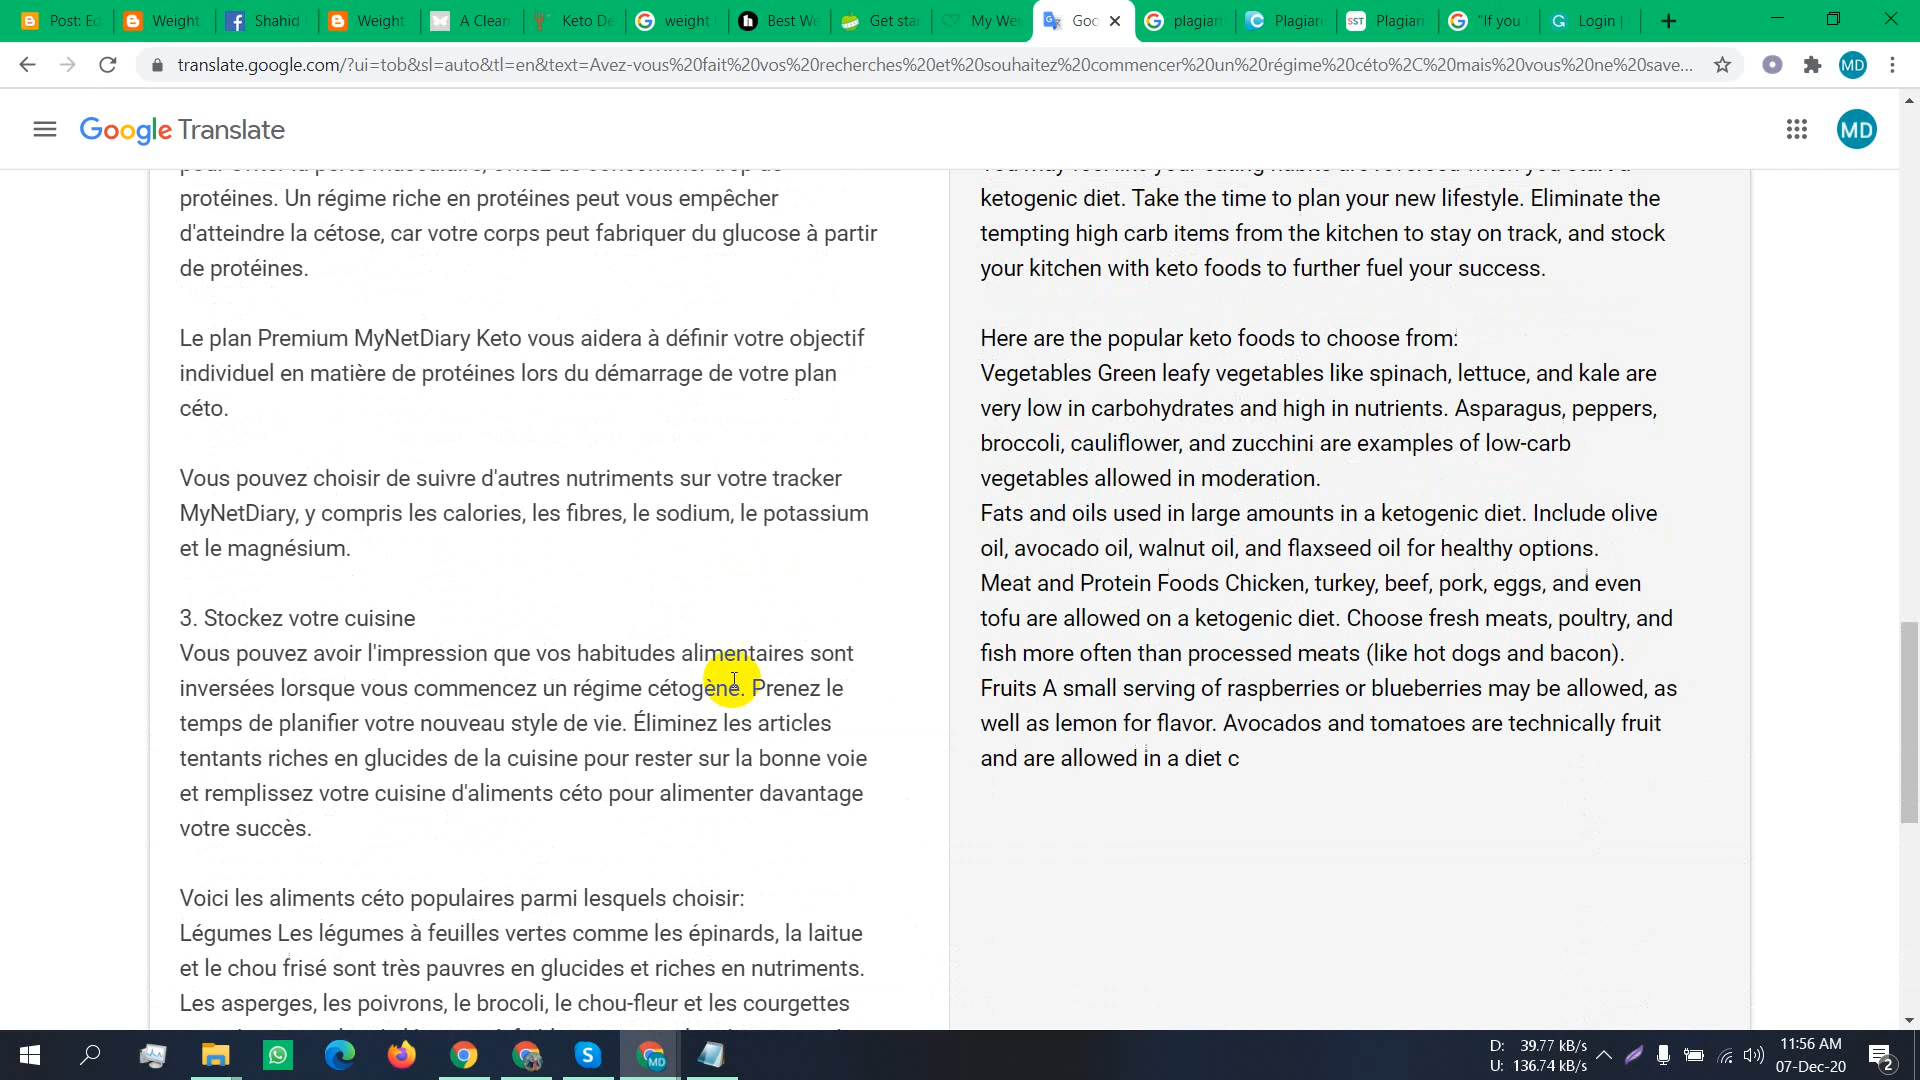 Post: Ed
Weight
Shahid
Weight
A Clean
Keto De
weight
Best We
Get sta
My We
Goo
plagiar
Plagiar
Plagiar
"If you
Login |
translate.google.com/?ui=tob&sl=auto&tl=en&text=Avez-vous%20fait%20vos%20recherches%20et%20souhaitez%20commencer%20un%20régime%20céto%2C%20mais%20vous%20ne%20save...
MD
Google Translate
MD
protéines. Un régime riche en protéines peut vous empêcher
d'atteindre la cétose, car votre corps peut fabriquer du glucose à partir
de protéines.
Le plan Premium MyNetDiary Keto vous aidera à définir votre objectif
individuel en matière de protéines lors du démarrage de votre plan
céto.
Vous pouvez choisir de suivre d'autres nutriments sur votre tracker
MyNetDiary, y compris les calories, les fibres, le sodium, le potassium
et le magnésium.
3. Stockez votre cuisine
Vous pouvez avoir l'impression que vos habitudes alimentaires sont
inversées lorsque vous commencez un régime cétogène. Prenez le
temps de planifier votre nouveau style de vie. Éliminez les articles
tentants riches en glucides de la cuisine pour rester sur la bonne voie
et remplissez votre cuisine d'aliments céto pour alimenter davantage
votre succès.
Voici les aliments céto populaires parmi lesquels choisir:
Légumes Les légumes à feuilles vertes comme les épinards, la laitue
et le chou frisé sont très pauvres en glucides et riches en nutriments.
Les asperges, les poivrons, le brocoli, le chou-fleur et les courgettes
You may feel like your eating habits are reversed when you start a
ketogenic diet. Take the time to plan your new lifestyle. Eliminate the
tempting high carb items from the kitchen to stay on track, and stock
your kitchen with keto foods to further fuel your success.
Here are the popular keto foods to choose from:
Vegetables Green leafy vegetables like spinach, lettuce, and kale are
very low in carbohydrates and high in nutrients. Asparagus, peppers,
broccoli, cauliflower, and zucchini are examples of low-carb
vegetables allowed in moderation.
Fats and oils used in large amounts in a ketogenic diet. Include olive
oil, avocado oil, walnut oil, and flaxseed oil for healthy options.
Meat and Protein Foods Chicken, turkey, beef, pork, eggs, and even
tofu are allowed on a ketogenic diet. Choose fresh meats, poultry, and
fish more often than processed meats (like hot dogs and bacon).
Fruits A small serving of raspberries or blueberries may be allowed, as
well as lemon for flavor. Avocados and tomatoes are technically fruit
and are allowed in a diet c
D: 39.77 kB/s
U: 136.74 kB/s
11:56 AM
07-Dec-20
2